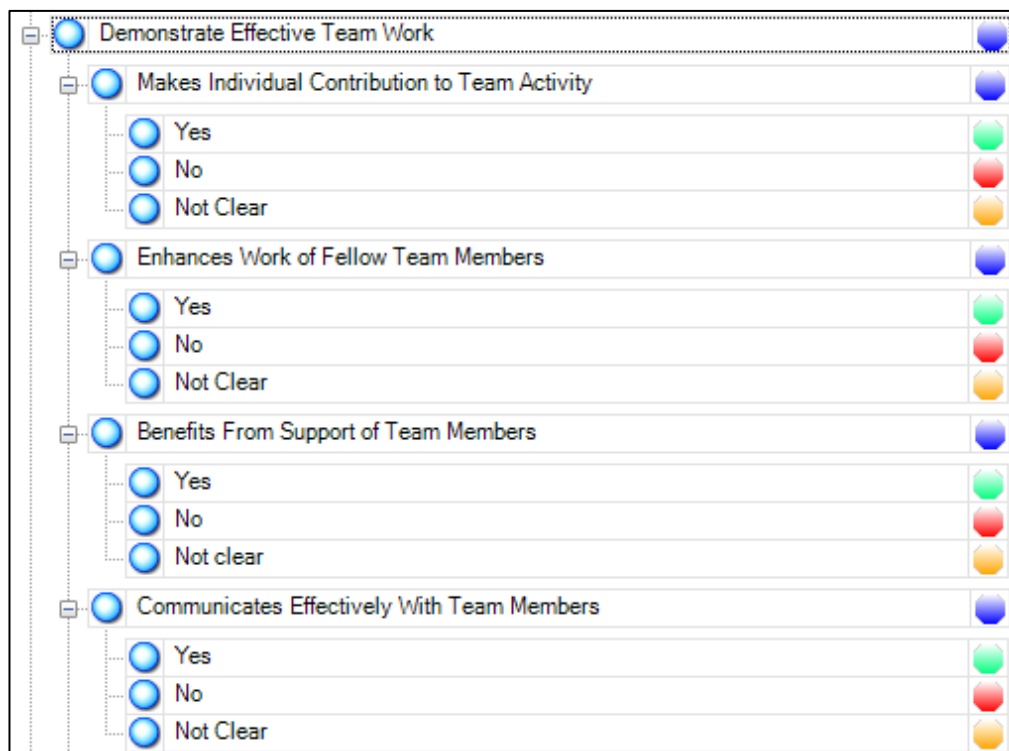 Demonstrate Effective Team Work
Makes Individual Contribution to Team Activity
Yes
No
Not Clear
Enhances Work of Fellow Team Members
Yes
No
Not Clear
Benefits From Support of Team Members
Yes
No
Not clear
Communicates Effectively With Team Members
Yes
No
Not Clear